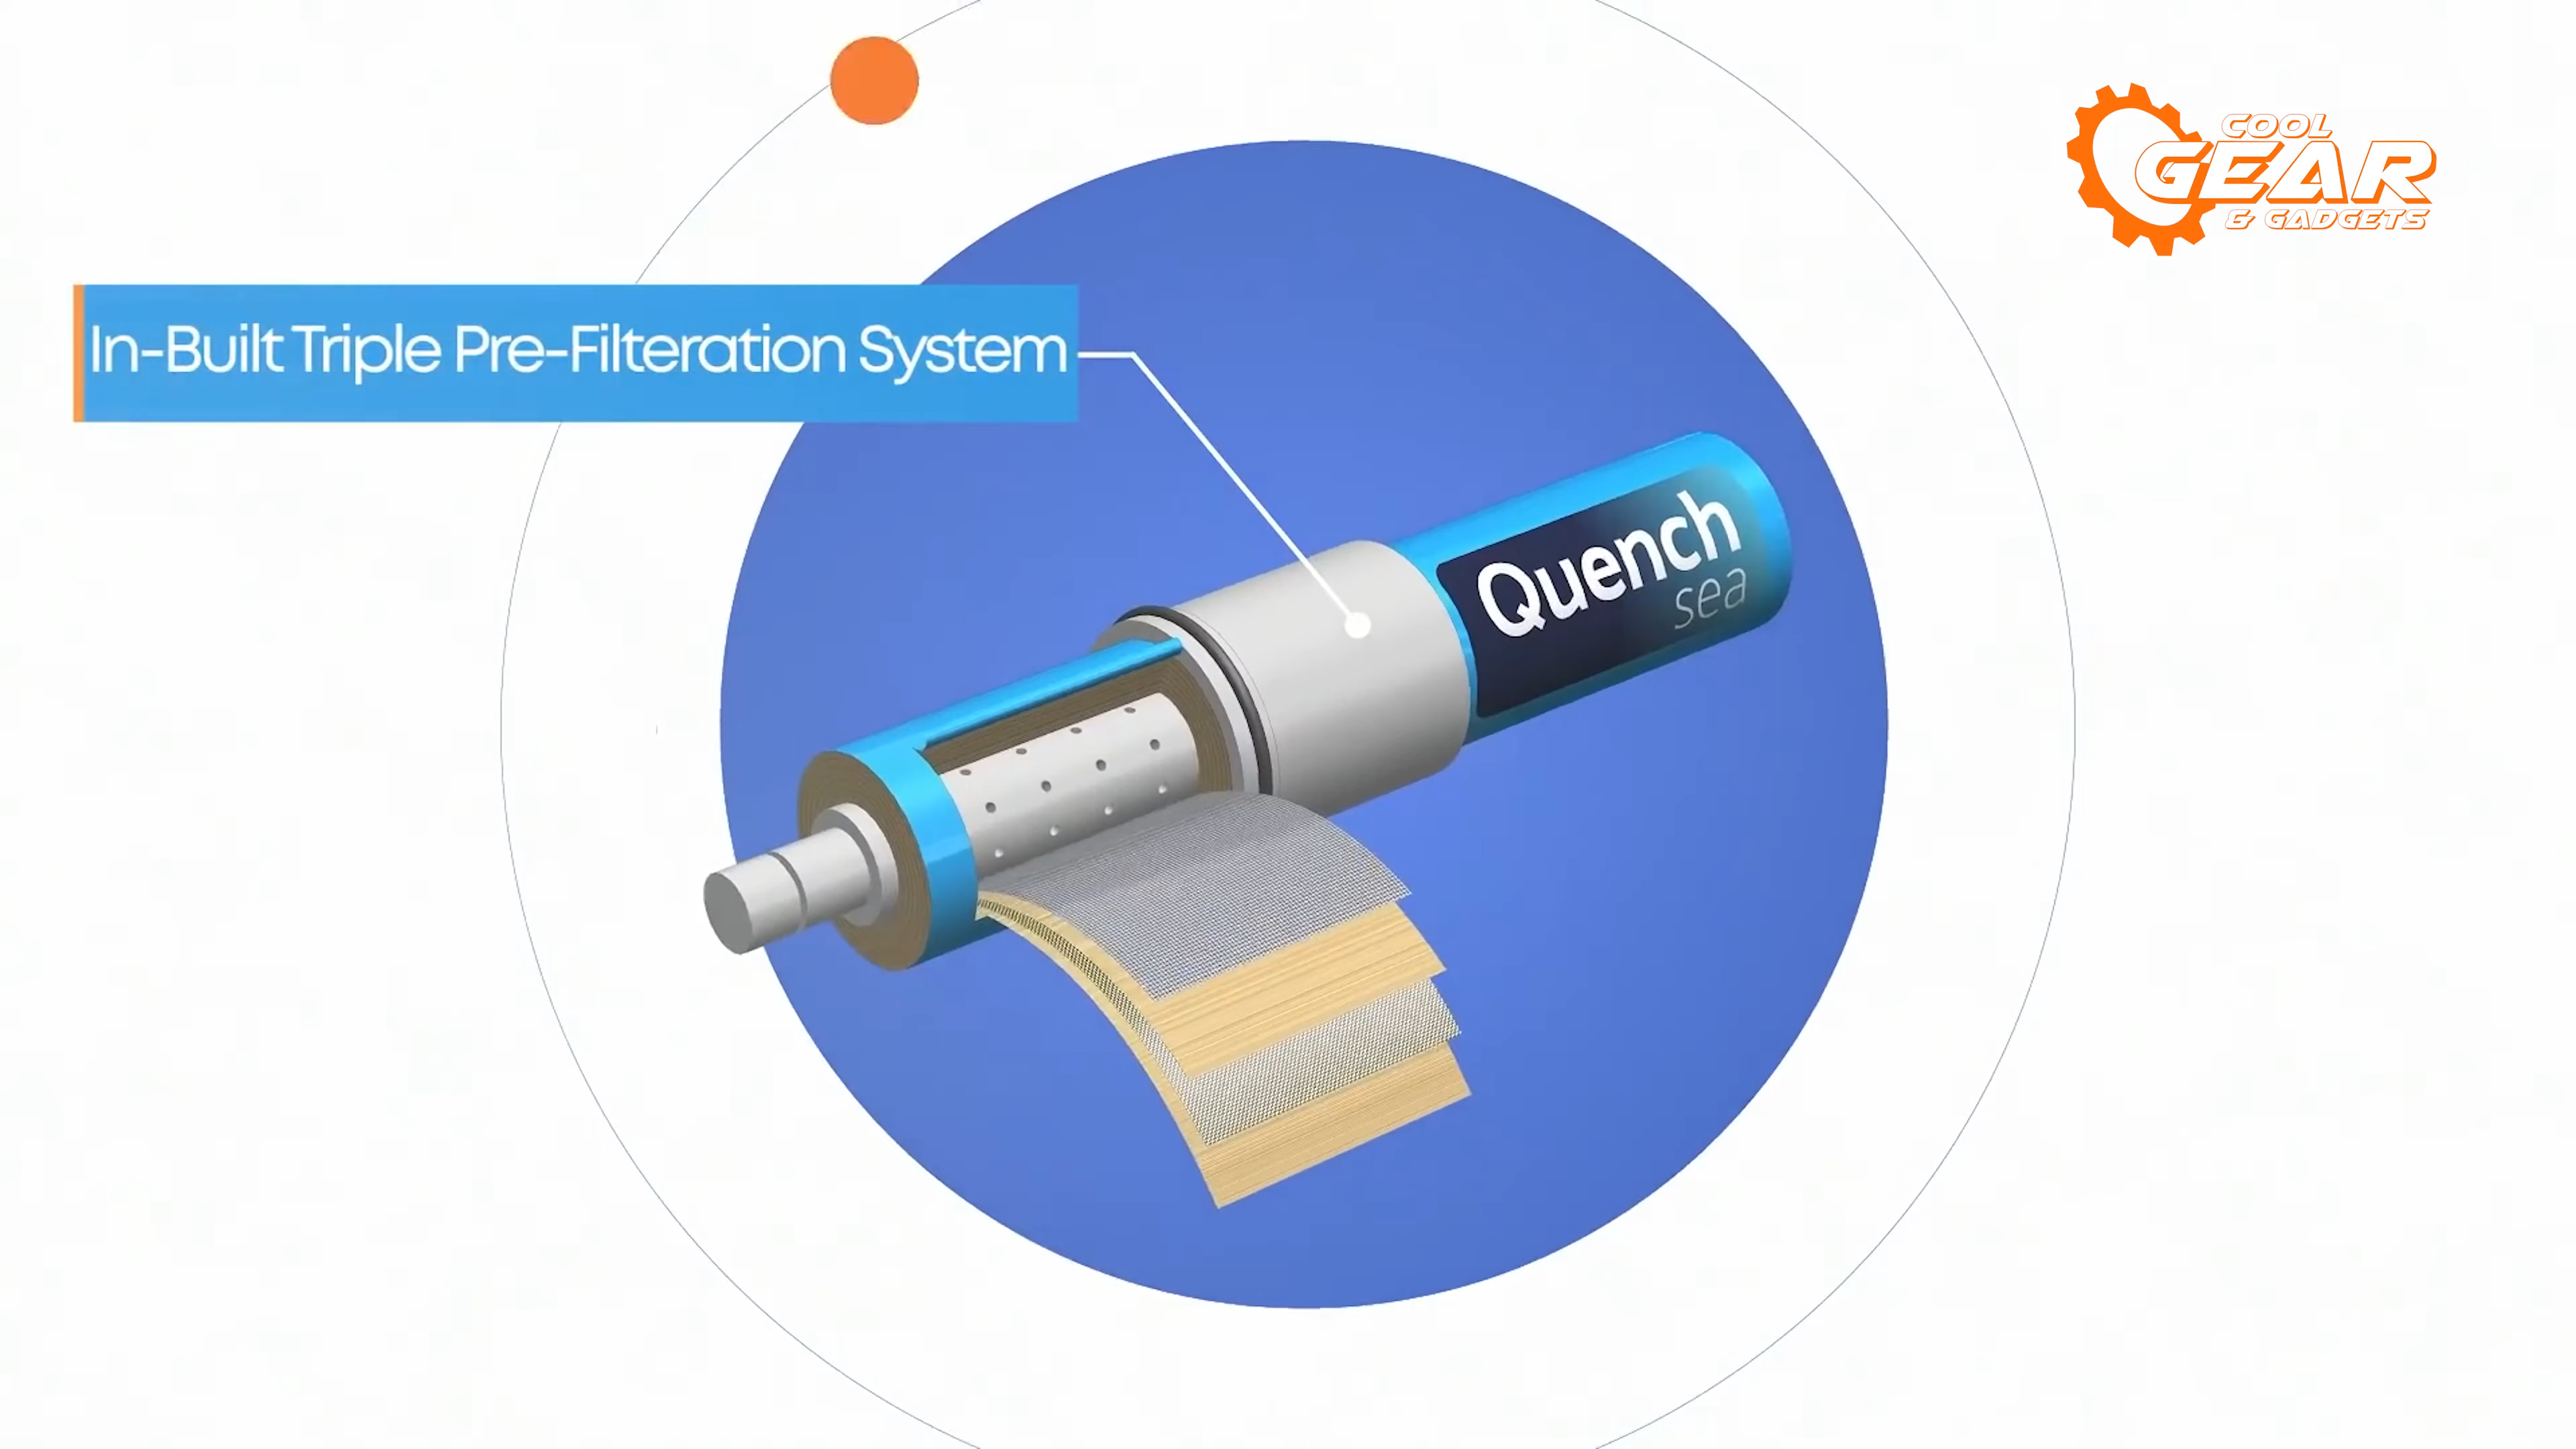 COOL
GEAR
& GADGETS
In-Built Triple Pre-Filteration System
Quench
sea